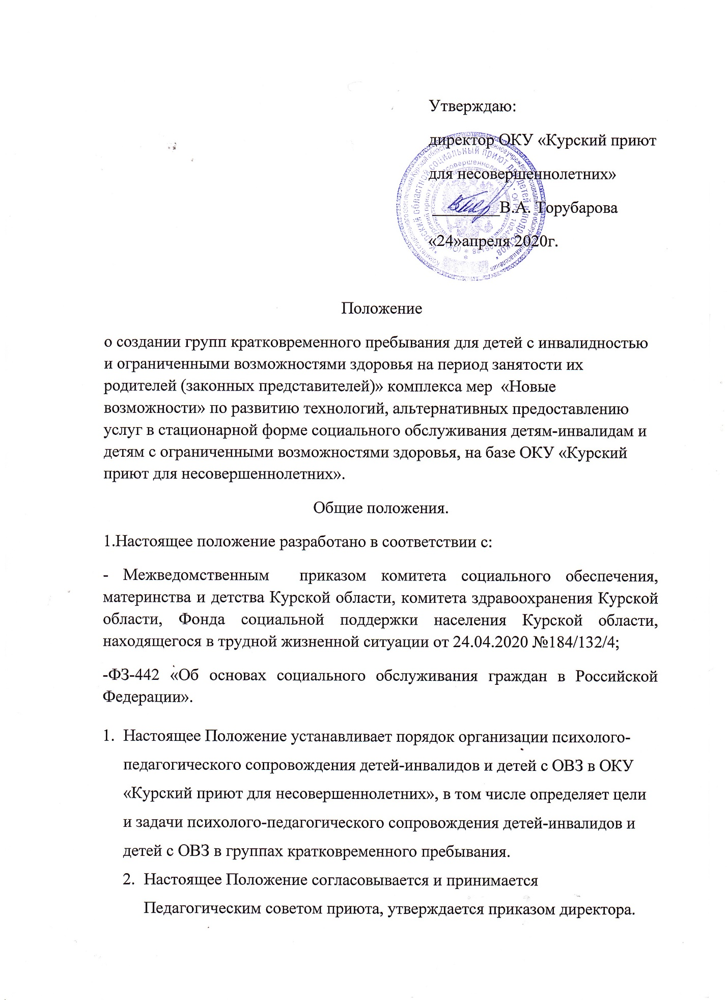 Утверждаю:
директор ОКУ «Курский приют
для несовершеннолетних»
_________В.А. Торубарова
«24»апреля 2020г.
Положение
о создании групп кратковременного пребывания для детей с инвалидностью
и ограниченными возможностями здоровья на период занятости их
родителей (законных представителей)» комплекса мер  «Новые
возможности» по развитию технологий, альтернативных предоставлению
услуг в стационарной форме социального обслуживания детям-инвалидам и
детям с ограниченными возможностями здоровья, на базе ОКУ «Курский
приют для несовершеннолетних».
Общие положения.
1.Настоящее положение разработано в соответствии с:
- Межведомственным приказом комитета социального обеспечения,
материнства и детства Курской области, комитета здравоохранения Курской
области, Фонда социальной поддержки населения Курской области,
находящегося в трудной жизненной ситуации от 24.04.2020 №184/132/4;
-ФЗ-442 «Об основах социального обслуживания граждан в Российской
Федерации».
1. Настоящее Положение устанавливает порядок организации психолого-
педагогического сопровождения детей-инвалидов и детей с ОВЗ в ОКУ
«Курский приют для несовершеннолетних», в том числе определяет цели
и задачи психолого-педагогического сопровождения детей-инвалидов и
детей с ОВЗ в группах кратковременного пребывания.
2. Настоящее Положение согласовывается и принимается
Педагогическим советом приюта, утверждается приказом директора.